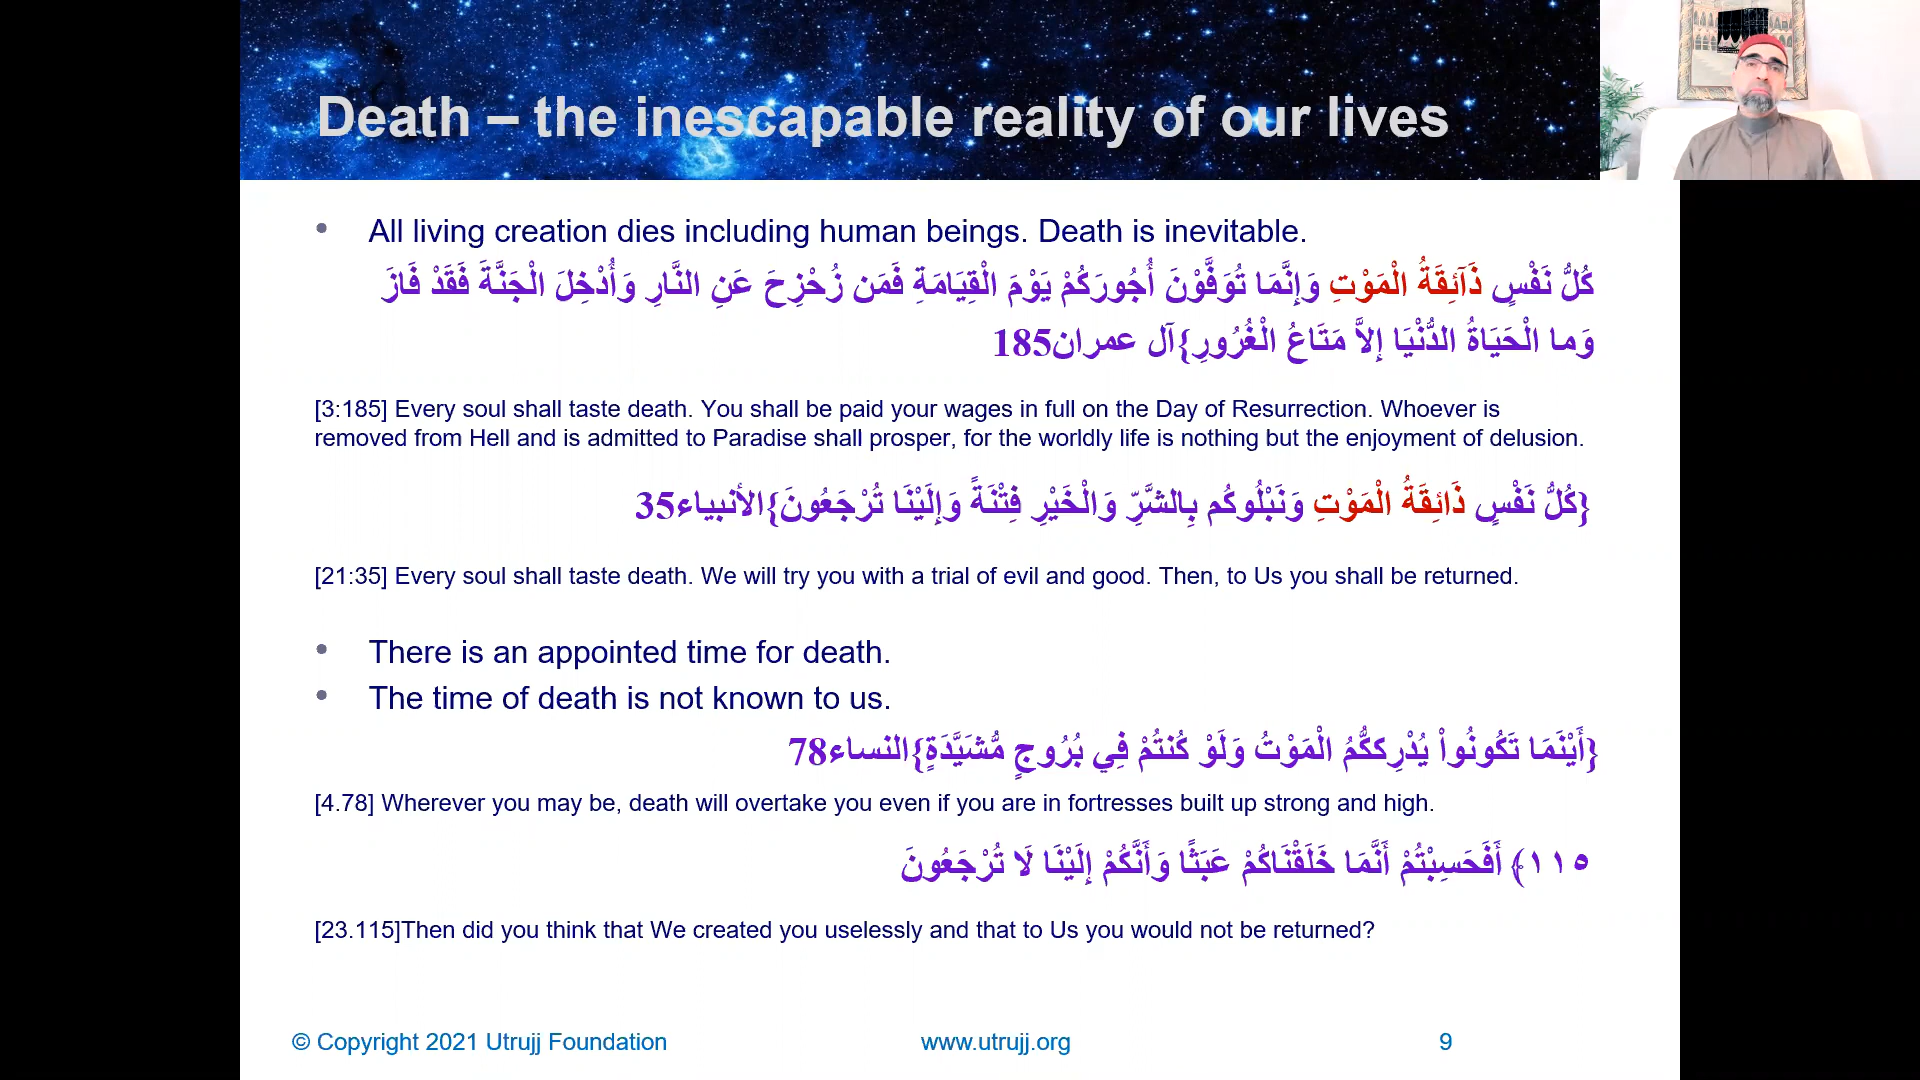 Death – the inescapable reality of our lives
• All living creation dies including human beings. Death is inevitable.
كُلُّ نَفْسٍ ذَآئِقَةُ الْمَوْتِ وَإِنَّمَا تُوَفَّوْنَ أُجُورَكُمْ يَوْمَ الْقِيَامَةِ فَمَن زُحْزِحَ عَنِ النَّارِ وَأُدْخِلَ الْجَنَّةَ فَقَدْ فَازَ
وَما الْحَيَاةُ الدُّنْيَا إِلاَّ مَتَاعُ الْغُرُورِ}آل عمران185
[3:185] Every soul shall taste death. You shall be paid your wages in full on the Day of Resurrection. Whoever is
removed from Hell and is admitted to Paradise shall prosper, for the worldly life is nothing but the enjoyment of delusion.
{كُلُّ نَفْسٍ ذَائِقَةُ الْمَوْتِ وَنَبْلُوكُم بِالشَّرِّ وَالْخَيْرِ فِتْنَةً وَإِلَيْنَا تُرْجَعُونَ}الأنبياء35
[21:35] Every soul shall taste death. We will try you with a trial of evil and good. Then, to Us you shall be returned.
• There is an appointed time for death.
• The time of death is not known to us.
{أَيْنَمَا تَكُونُواْ يُدْرِككُّمُ الْمَوْتُ وَلَوْ كُنتُمْ فِي بُرُوجٍ مُّشَيَّدَةٍ}النساء78
[4.78] Wherever you may be, death will overtake you even if you are in fortresses built up strong and high.
١١٥﴾ أَفَحَسِبْتُمْ أَنَّمَا خَلَقْنَاكُمْ عَبَثًا وَأَنَّكُمْ إِلَيْنَا لَا تُرْجَعُونَ
[23.115]Then did you think that We created you uselessly and that to Us you would not be returned?
© Copyright 2021 Utrujj Foundation www.utrujj.org 9